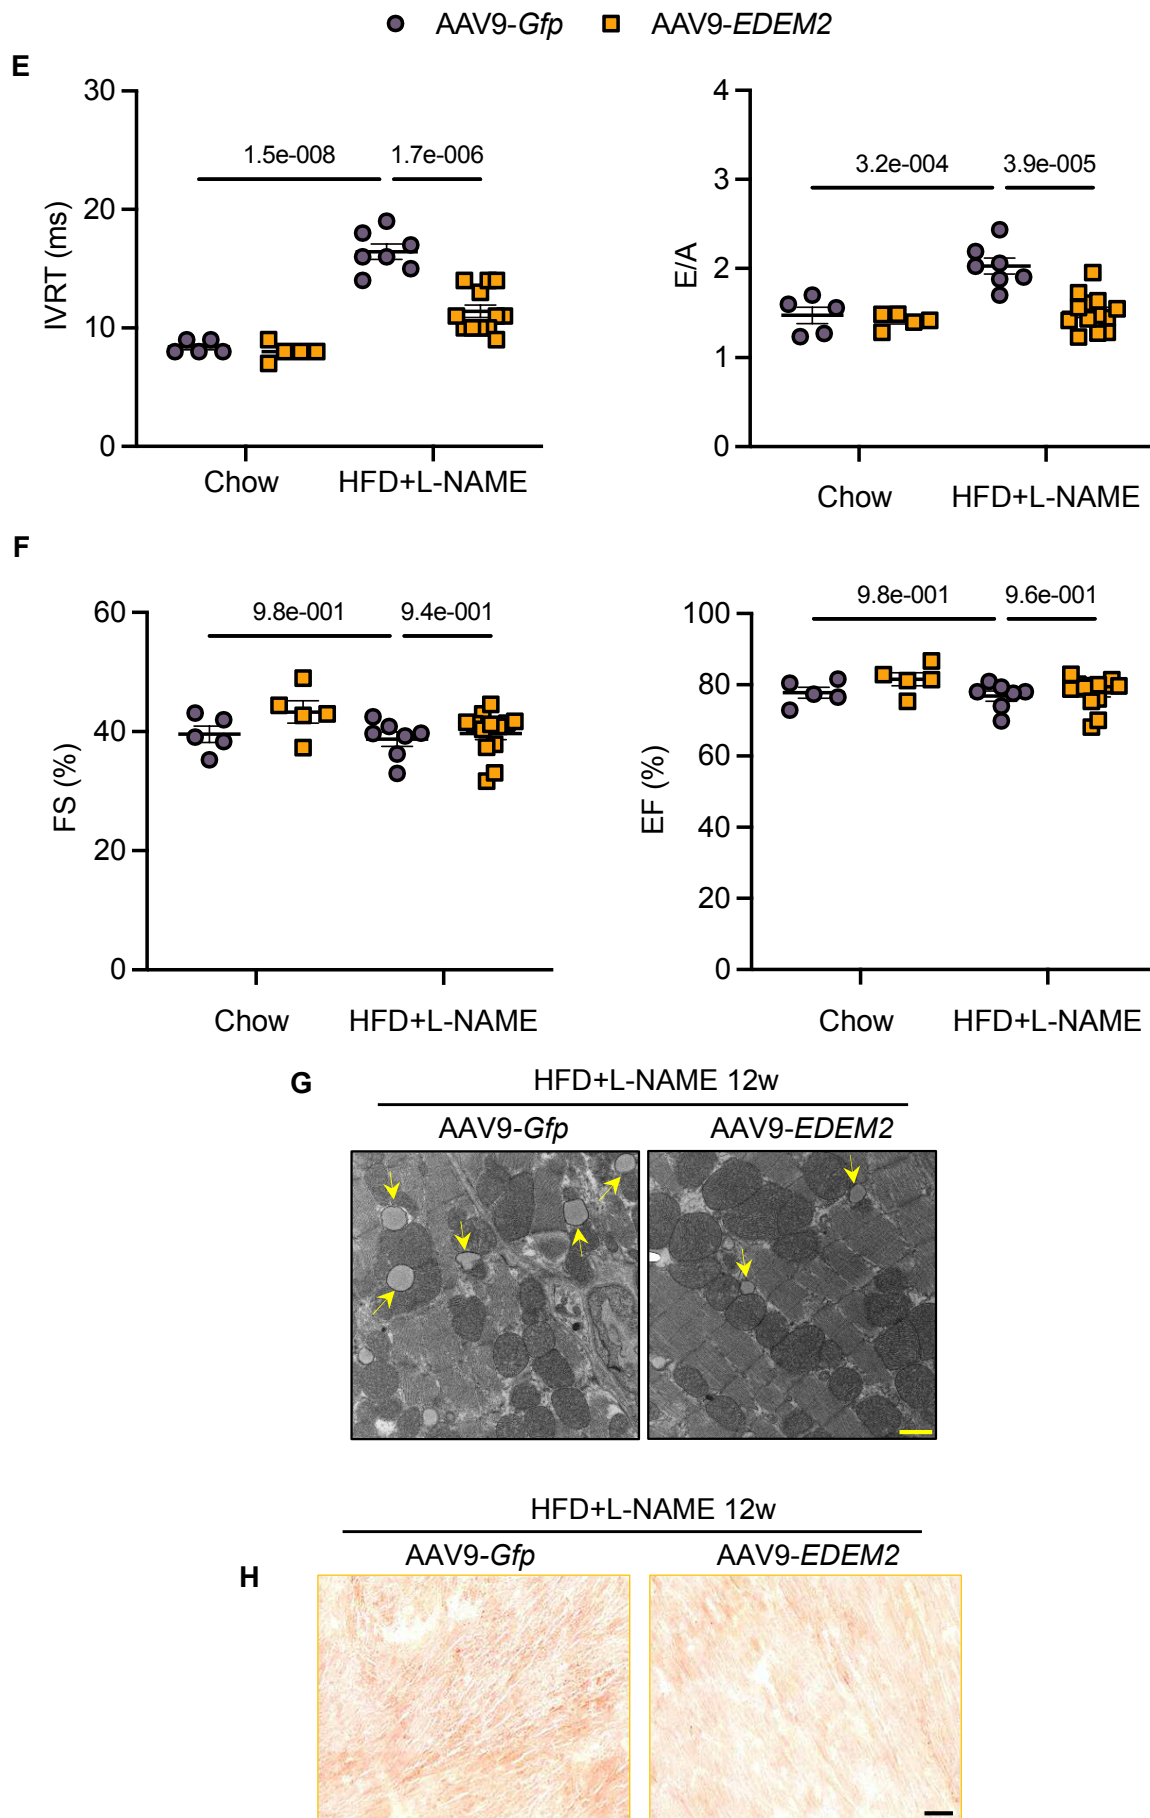 AAV9-Gfp AAV9-EDEM2
E
30
20
10
0
IVRT (ms)
1.5e-008 1.7e-006
Chow HFD+L-NAME
4
3
2
1
0
E/A
3.2e-004 3.9e-005
Chow HFD+L-NAME
F
60
40
20
0
FS (%)
9.8e-001 9.4e-001
Chow HFD+L-NAME
100
80
60
40
20
0
EF (%)
9.8e-001 9.6e-001
Chow HFD+L-NAME
G
HFD+L-NAME 12w
AAV9-Gfp AAV9-EDEM2
HFD+L-NAME 12w
AAV9-Gfp AAV9-EDEM2
H